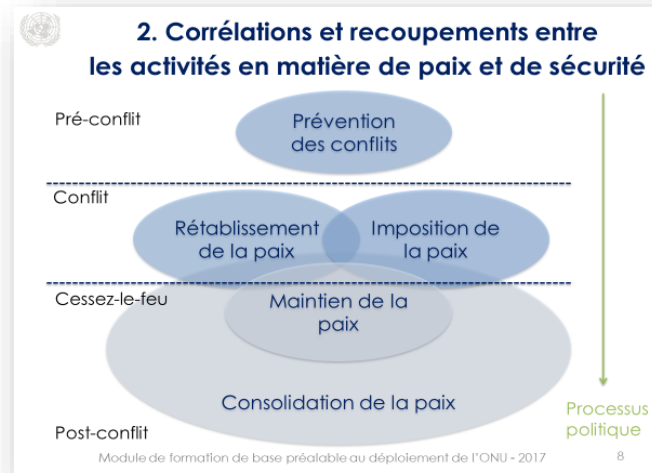 2. Corrélations et recoupements entre
les activités en matière de paix et de sécurité
Pré-conflit
Prévention
des conflits
Conflit
Rétablissement
de la paix
Imposition de
la paix
Cessez-le-feu
Maintien de la
paix
Consolidation de la paix
Post-conflit
Processus
politique
Module de formation de base préalable au déploiement de l'ONU - 2017
8